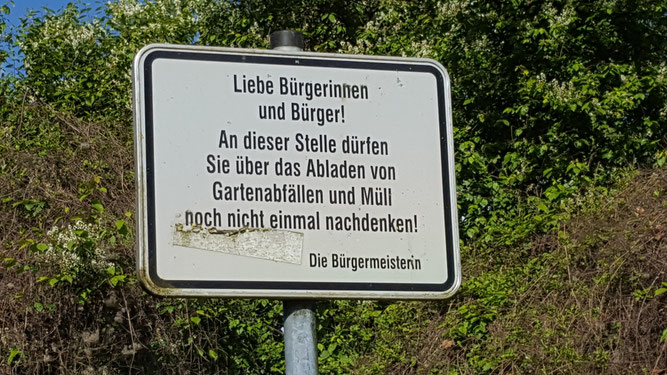 Liebe Bürgerinnen
und Bürger!
An dieser Stelle dürfen
Sie über das Abladen von
Gartenabfällen und Müll
noch nicht einmal nachdenken!
Die Bürgermeisterin